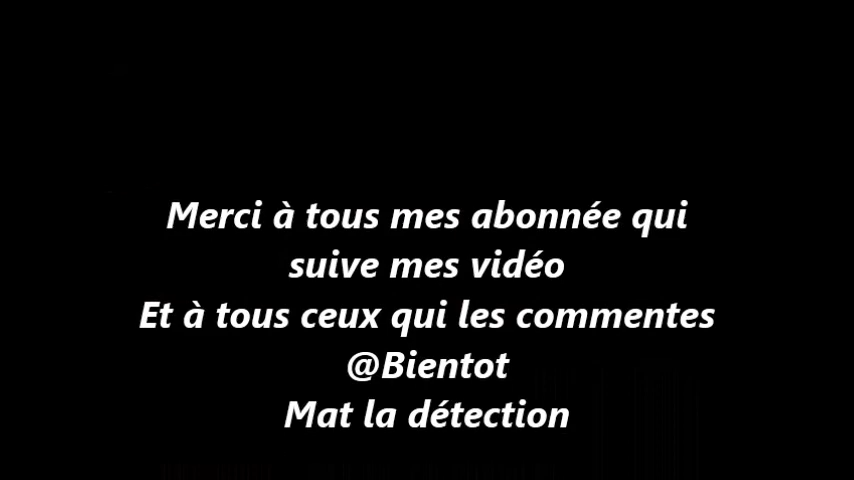 Merci à tous mes abonnée qui
suive mes vidéo
Et à tous ceux qui les commentes
@Bientot
Mat la détection